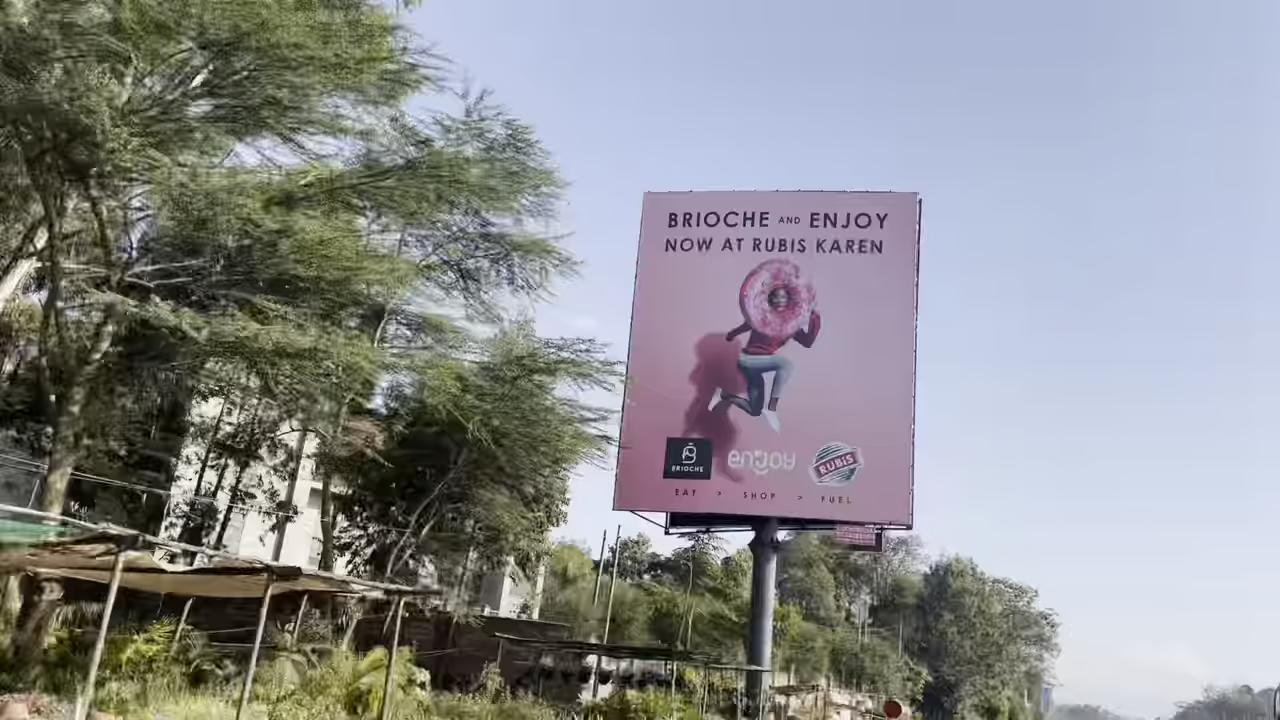 BRIOCHE AND ENJOY
NOW AT RUBIS KAREN
BRIOCHE
enjoy
RUBiS
EAT > SHOP > FUEL